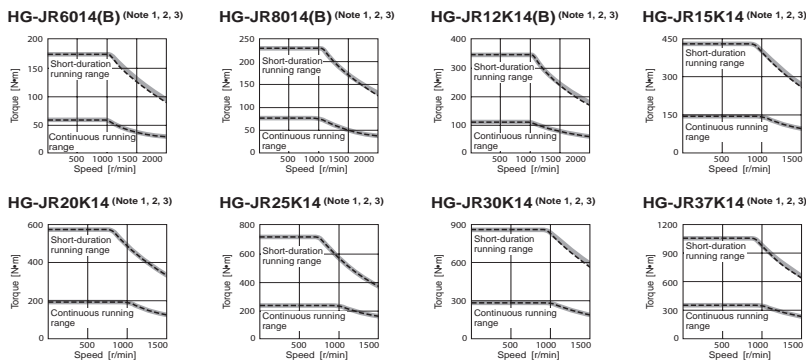 HG-JR6014(B) (Note 1, 2, 3)
Torque [N•m]
200
150
100
50
0
Short-duration
running range
Continuous running range
500 1000 1500 2000
Speed [r/min]
HG-JR8014(B) (Note 1, 2, 3)
Torque [N•m]
250
200
150
100
50
0
Short-duration
running range
Continuous running range
500 1000 1500 2000
Speed [r/min]
HG-JR12K14(B) (Note 1, 2, 3)
Torque [N•m]
400
300
200
100
0
Short-duration
running range
Continuous running range
500 1000 1500 2000
Speed [r/min]
HG-JR15K14 (Note 1, 2, 3)
Torque [N•m]
450
300
150
0
Short-duration
running range
Continuous running range
500 1000 1500
Speed [r/min]
HG-JR20K14 (Note 1, 2, 3)
Torque [N•m]
600
400
200
0
Short-duration
running range
Continuous running
range
500 1000 1500
Speed [r/min]
HG-JR25K14 (Note 1, 2, 3)
Torque [N•m]
800
600
400
200
0
Short-duration
running range
Continuous running
range
500 1000 1500
Speed [r/min]
HG-JR30K14 (Note 1, 2, 3)
Torque [N•m]
900
600
300
0
Short-duration
running range
Continuous running
range
500 1000 1500
Speed [r/min]
HG-JR37K14 (Note 1, 2, 3)
Torque [N•m]
1200
900
600
300
0
Short-duration
running range
Continuous running
range
500 1000 1500
Speed [r/min]